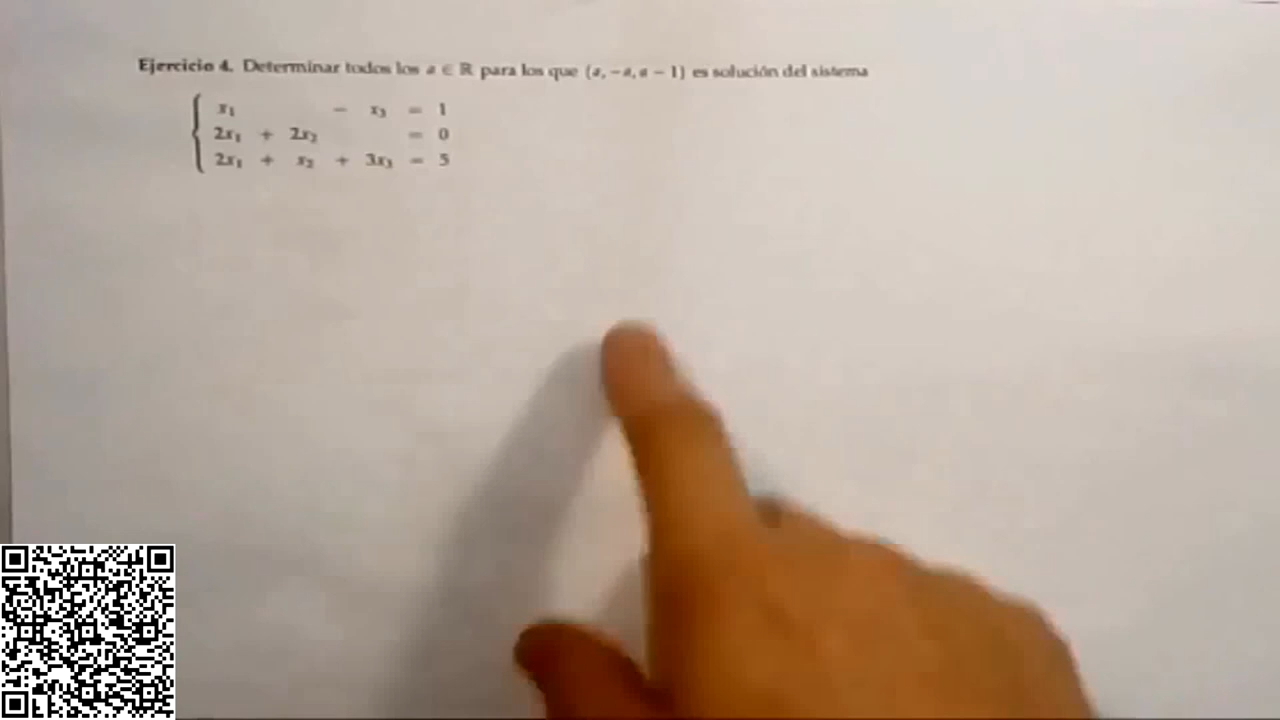 Ejercicio 4. Determinar todos los a ∈ ℝ para los que (a, −a, a − 1) es solución del sistema
x₁ − x₃ = 1
2x₁ + 2x₂ = 0
2x₁ + x₂ + 3x₃ = 5